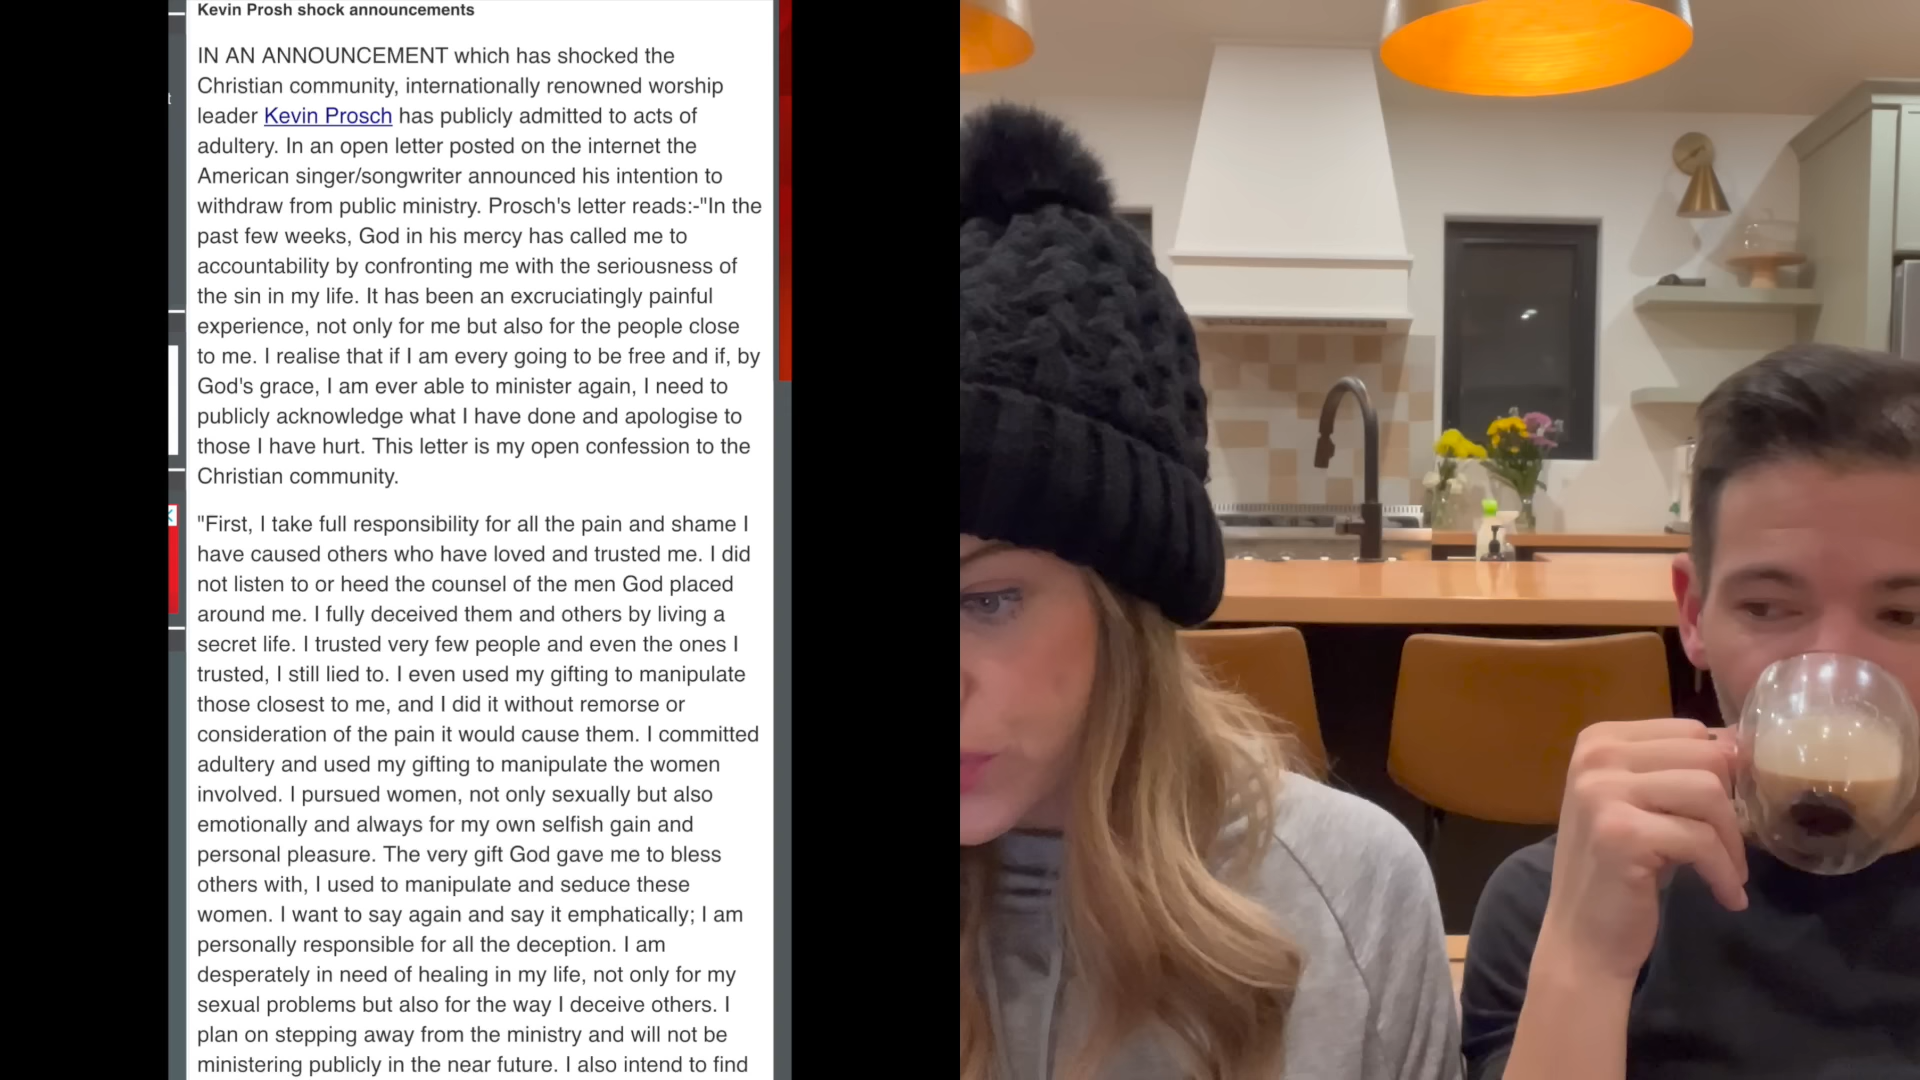 Kevin Prosh shock announcements
IN AN ANNOUNCEMENT which has shocked the
Christian community, internationally renowned worship
leader Kevin Prosch has publicly admitted to acts of
adultery. In an open letter posted on the internet the
American singer/songwriter announced his intention to
withdraw from public ministry. Prosch's letter reads:-"In the
past few weeks, God in his mercy has called me to
accountability by confronting me with the seriousness of
the sin in my life. It has been an excruciatingly painful
experience, not only for me but also for the people close
to me. I realise that if I am every going to be free and if, by
God's grace, I am ever able to minister again, I need to
publicly acknowledge what I have done and apologise to
those I have hurt. This letter is my open confession to the
Christian community.
"First, I take full responsibility for all the pain and shame I
have caused others who have loved and trusted me. I did
not listen to or heed the counsel of the men God placed
around me. I fully deceived them and others by living a
secret life. I trusted very few people and even the ones I
trusted, I still lied to. I even used my gifting to manipulate
those closest to me, and I did it without remorse or
consideration of the pain it would cause them. I committed
adultery and used my gifting to manipulate the women
involved. I pursued women, not only sexually but also
emotionally and always for my own selfish gain and
personal pleasure. The very gift God gave me to bless
others with, I used to manipulate and seduce these
women. I want to say again and say it emphatically; I am
personally responsible for all the deception. I am
desperately in need of healing in my life, not only for my
sexual problems but also for the way I deceive others. I
plan on stepping away from the ministry and will not be
ministering publicly in the near future. I also intend to find